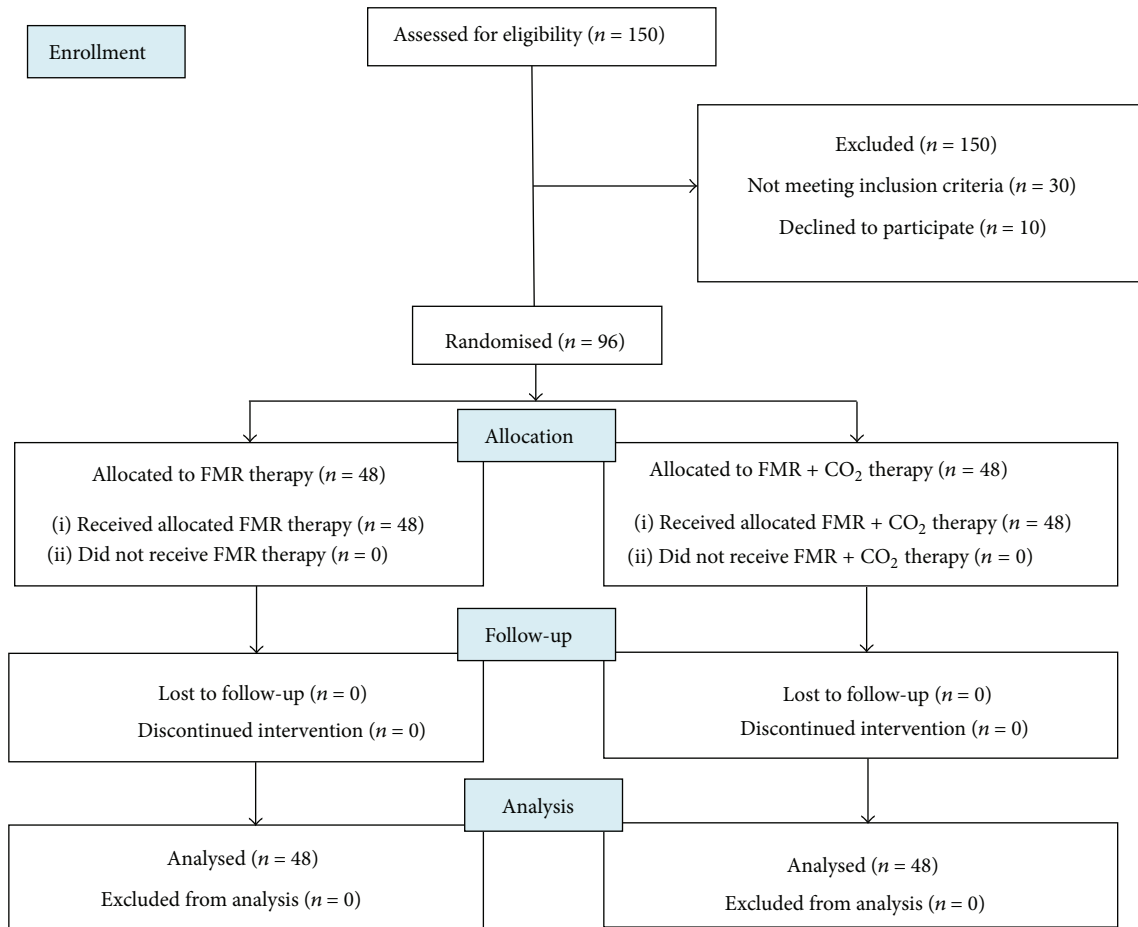 Enrollment
Assessed for eligibility (n = 150)
Excluded (n = 150)
Not meeting inclusion criteria (n = 30)
Declined to participate (n = 10)
Randomised (n = 96)
Allocation
Allocated to FMR therapy (n = 48)
(i) Received allocated FMR therapy (n = 48)
(ii) Did not receive FMR therapy (n = 0)
Allocated to FMR + CO₂ therapy (n = 48)
(i) Received allocated FMR + CO₂ therapy (n = 48)
(ii) Did not receive FMR + CO₂ therapy (n = 0)
Follow-up
Lost to follow-up (n = 0)
Discontinued intervention (n = 0)
Lost to follow-up (n = 0)
Discontinued intervention (n = 0)
Analysis
Analysed (n = 48)
Excluded from analysis (n = 0)
Analysed (n = 48)
Excluded from analysis (n = 0)